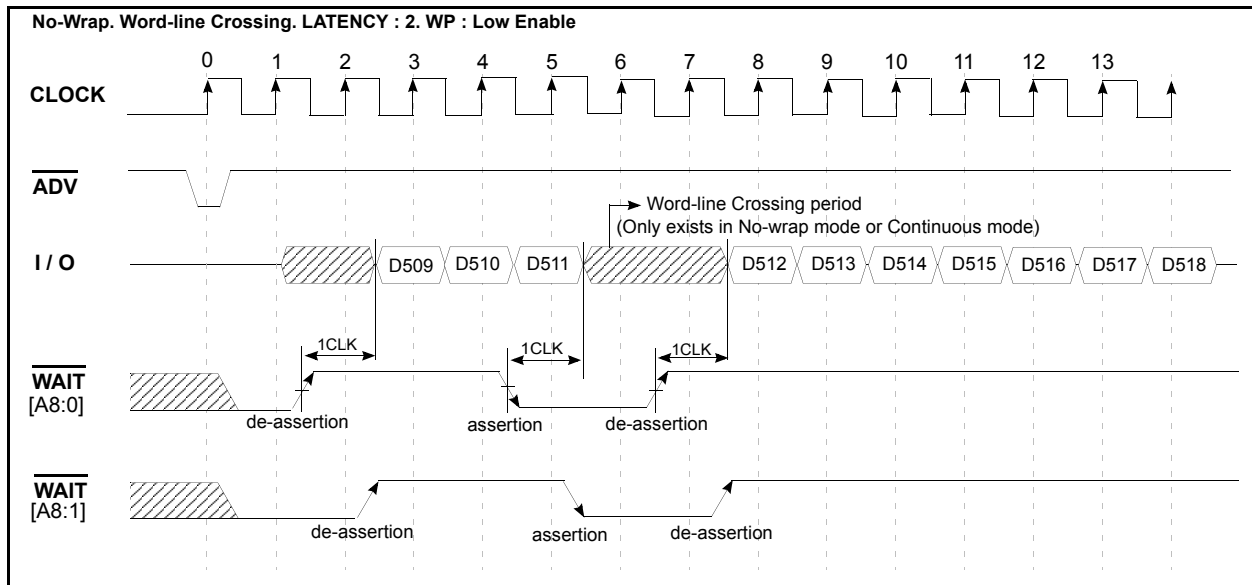 No-Wrap. Word-line Crossing. LATENCY : 2. WP : Low Enable
0 1 2 3 4 5 6 7 8 9 10 11 12 13
CLOCK
ADV
Word-line Crossing period
(Only exists in No-wrap mode or Continuous mode)
I / O
D509 D510 D511 D512 D513 D514 D515 D516 D517 D518
1CLK 1CLK 1CLK
WAIT
[A8:0]
de-assertion assertion de-assertion
WAIT
[A8:1]
de-assertion assertion de-assertion